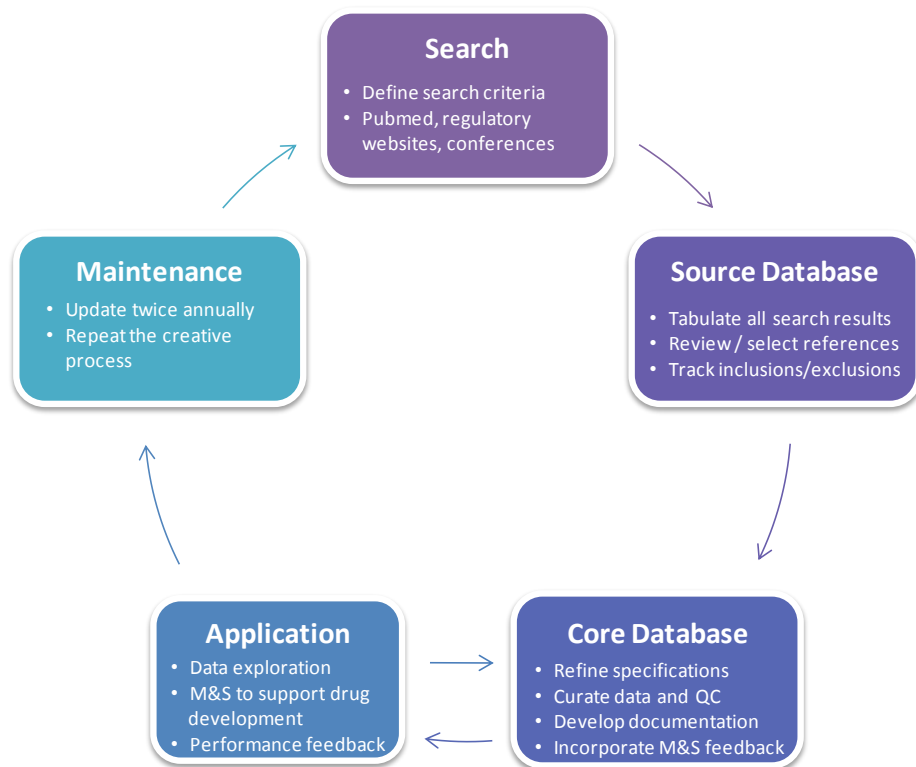 Search
• Define search criteria
• Pubmed, regulatory
websites, conferences
Maintenance
• Update twice annually
• Repeat the creative
process
Source Database
• Tabulate all search results
• Review / select references
• Track inclusions/exclusions
Application
• Data exploration
• M&S to support drug
development
• Performance feedback
Core Database
• Refine specifications
• Curate data and QC
• Develop documentation
• Incorporate M&S feedback